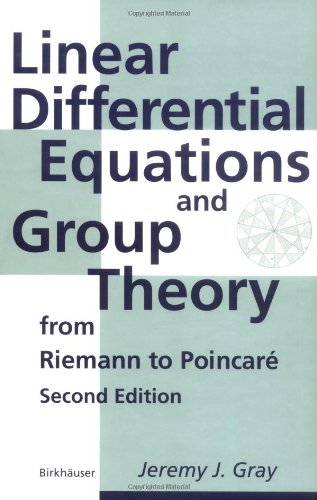 Linear
Differential
Equations
and
Group
Theory
from
Riemann to Poincaré
Second Edition
Birkhäuser
Jeremy J. Gray